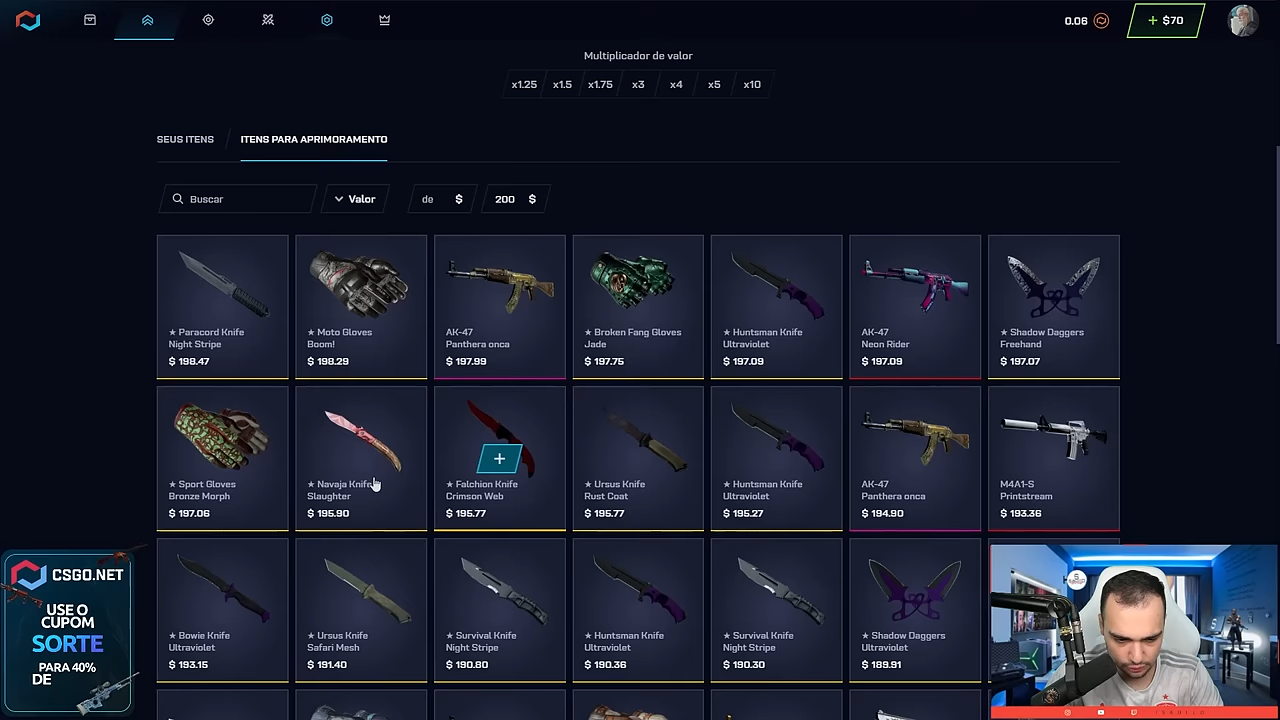 0.06
+ $70
Multiplicador de valor
x1.25 x1.5 x1.75 x3 x4 x5 x10
SEUS ITENS ITENS PARA APRIMORAMENTO
Buscar Valor de $ 200 $
★ Paracord Knife
Night Stripe
$ 198.47
★ Moto Gloves
Boom!
$ 198.29
AK-47
Panthera onca
$ 197.99
★ Broken Fang Gloves
Jade
$ 197.75
★ Huntsman Knife
Ultraviolet
$ 197.09
AK-47
Neon Rider
$ 197.09
★ Shadow Daggers
Freehand
$ 197.07
★ Sport Gloves
Bronze Morph
$ 197.06
★ Navaja Knife
Slaughter
$ 195.90
+
★ Falchion Knife
Crimson Web
$ 195.77
★ Ursus Knife
Rust Coat
$ 195.77
★ Huntsman Knife
Ultraviolet
$ 195.27
AK-47
Panthera onca
$ 194.90
M4A1-S
Printstream
$ 193.36
★ Bowie Knife
Ultraviolet
$ 193.15
★ Ursus Knife
Safari Mesh
$ 191.40
★ Survival Knife
Night Stripe
$ 190.80
★ Huntsman Knife
Ultraviolet
$ 190.36
★ Survival Knife
Night Stripe
$ 190.30
★ Shadow Daggers
Ultraviolet
$ 189.91
CSGO.NET
USE O
CUPOM
SORTE
PARA 40%
DE